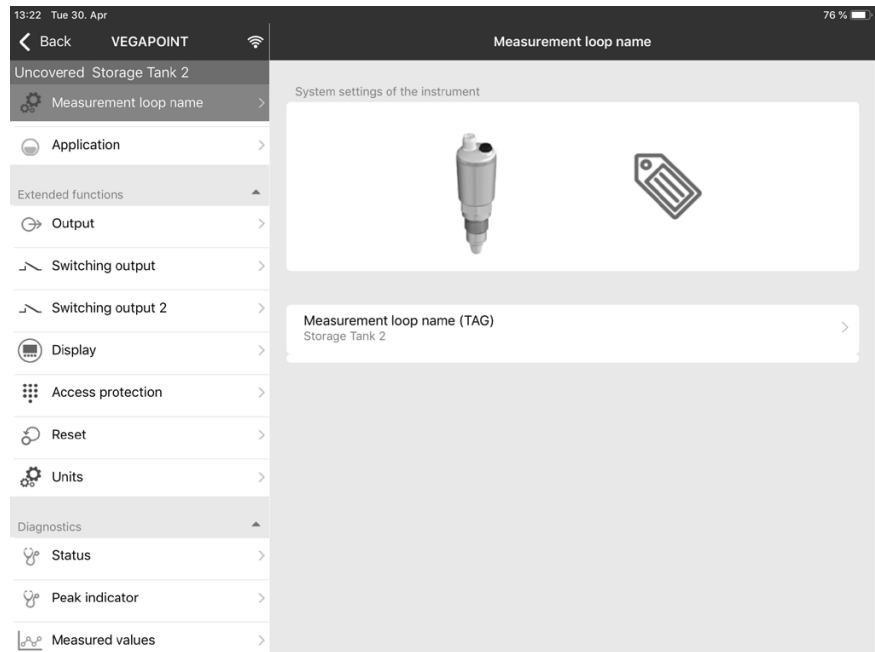 13:22 Tue 30. Apr
76 %
Back
VEGAPOINT
Measurement loop name
Uncovered Storage Tank 2
Measurement loop name
Application
Extended functions
Output
Switching output
Switching output 2
Display
Access protection
Reset
Units
Diagnostics
Status
Peak indicator
Measured values
System settings of the instrument
Measurement loop name (TAG)
Storage Tank 2